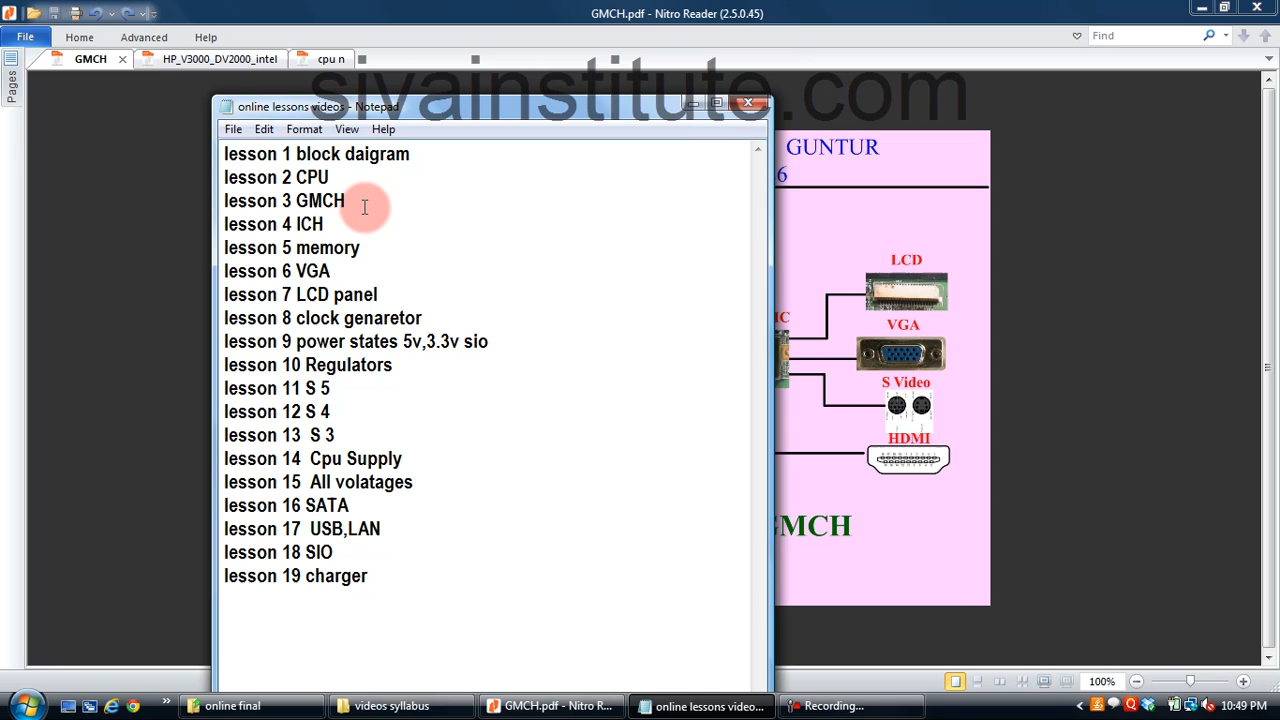 GMCH.pdf - Nitro Reader (2.5.0.45)
File Home Advanced Help
Find
GMCH
HP_V3000_DV2000_intel
cpu n
Pages
sivainstitute.com
online lessons videos - Notepad
File Edit Format View Help
lesson 1 block daigram
lesson 2 CPU
lesson 3 GMCH
lesson 4 ICH
lesson 5 memory
lesson 6 VGA
lesson 7 LCD panel
lesson 8 clock genaretor
lesson 9 power states 5v,3.3v sio
lesson 10 Regulators
lesson 11 S 5
lesson 12 S 4
lesson 13  S 3
lesson 14  Cpu Supply
lesson 15  All volatages
lesson 16 SATA
lesson 17  USB,LAN
lesson 18 SIO
lesson 19 charger
GUNTUR
6
LCD
IC
VGA
S Video
HDMI
GMCH
100%
online final
videos syllabus
GMCH.pdf - Nitro R...
online lessons video...
Recording...
10:49 PM